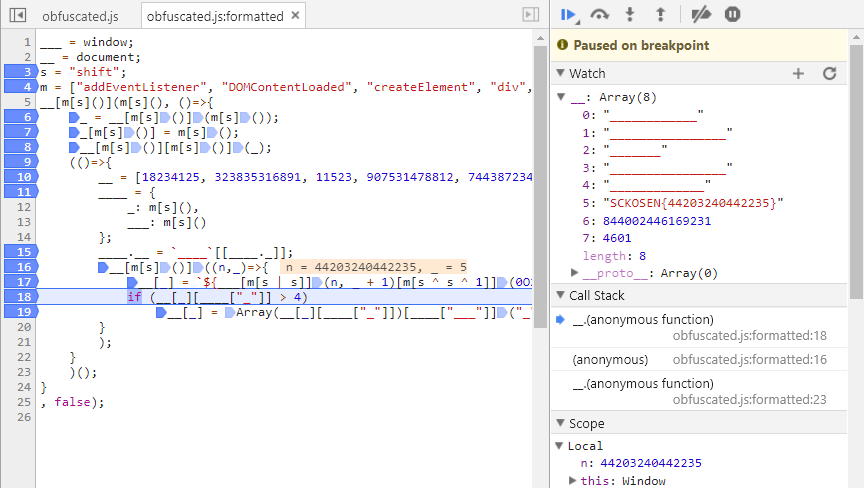 obfuscated.js
obfuscated.js:formatted ×
1 ___ = window;
2 __ = document;
3 s = "shift";
4 m = ["addEventListener", "DOMContentLoaded", "createElement", "div",
5 __[m[s]()](m[s](), ()=>{
6 _ = __[m[s]()](m[s]());
7 _[m[s]()] = m[s]();
8 __[m[s]()][m[s]()](_);
9 (()=>{
10 __ = [18234125, 323835316891, 11523, 907531478812, 744387234
11 ____ = {
12 _: m[s](),
13 ___: m[s]()
14 };
15 ____.__ = `____`[[____._]];
16 __[m[s]()]((n,_)=>{ n = 44203240442235, _ = 5
17 __[_] = `${___[m[s | s]](n, _ + 1)[m[s ^ s ^ 1]](0O
18 if (__[_][____["_"]] > 4)
19 __[_] = Array(__[_][____["_"]])[____["___"]]("_"
20 }
21 );
22 }
23 )();
24 }
25 , false);
26
Paused on breakpoint
Watch
__: Array(8)
0: "____________"
1: "________________"
2: "_______"
3: "________________"
4: "_____________"
5: "SCKOSEN{44203240442235}"
6: 844002446169231
7: 4601
length: 8
__proto__: Array(0)
Call Stack
__.(anonymous function)
obfuscated.js:formatted:18
(anonymous) obfuscated.js:formatted:16
__.(anonymous function)
obfuscated.js:formatted:23
Scope
Local
n: 44203240442235
this: Window